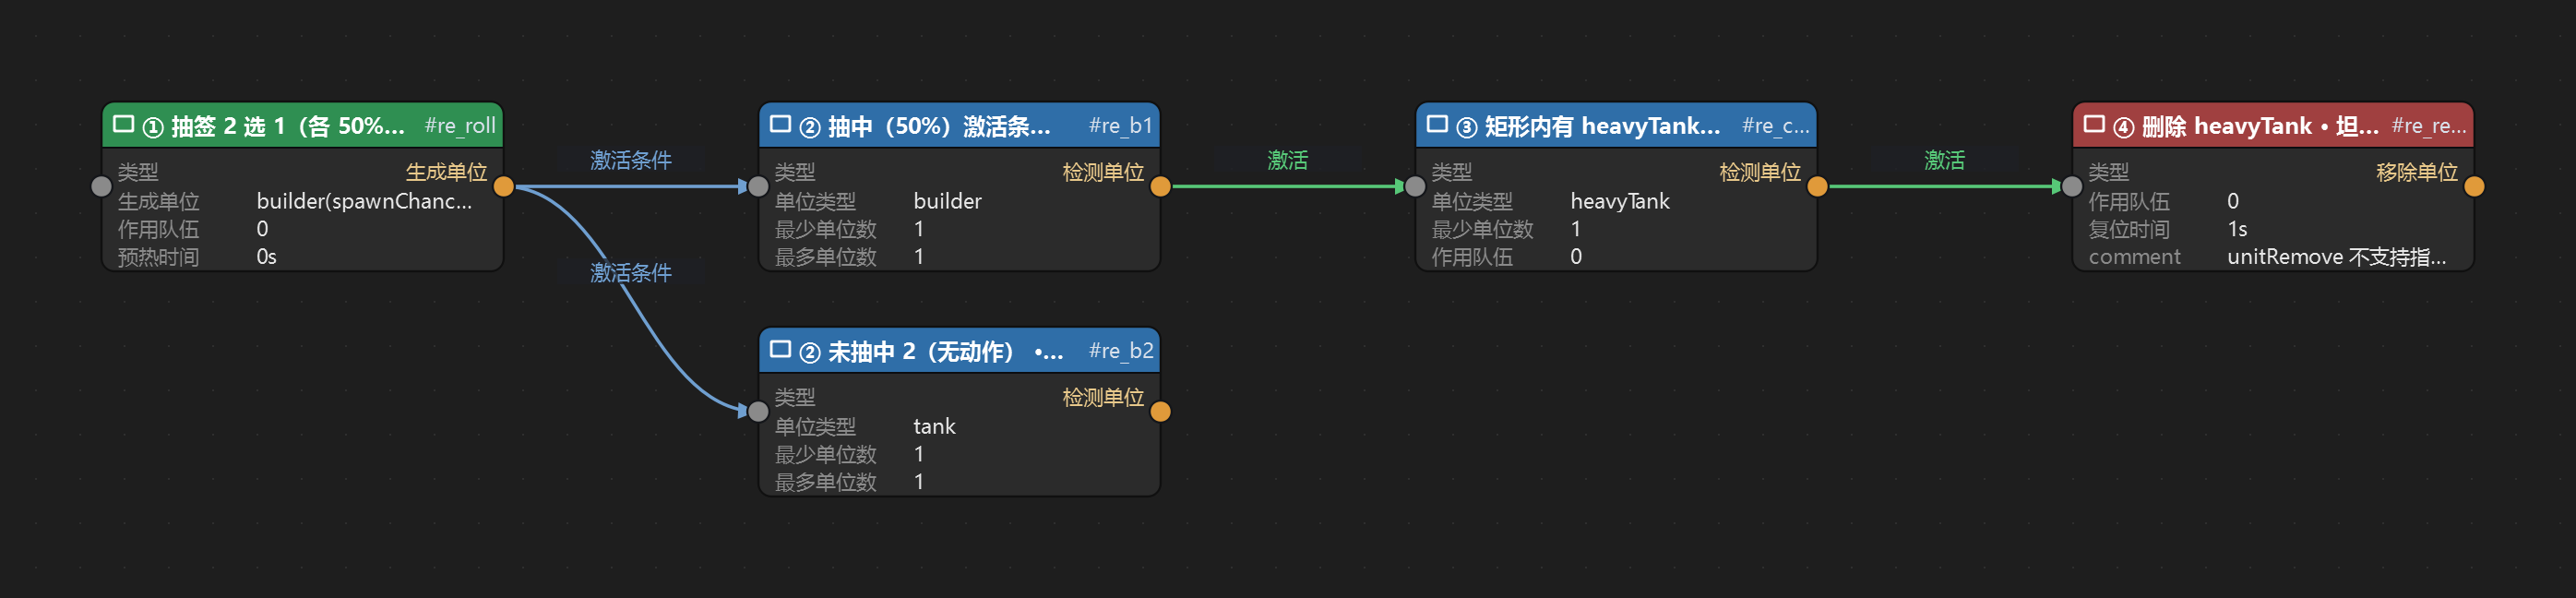 ① 抽签 2 选 1（各 50%... #re_roll
类型 生成单位
生成单位 builder(spawnChanc...
作用队伍 0
预热时间 0s
激活条件
激活条件
② 抽中（50%）激活条... #re_b1
类型 检测单位
单位类型 builder
最少单位数 1
最多单位数 1
② 未抽中 2（无动作） •... #re_b2
类型 检测单位
单位类型 tank
最少单位数 1
最多单位数 1
激活
③ 矩形内有 heavyTank... #re_c...
类型 检测单位
单位类型 heavyTank
最少单位数 1
作用队伍 0
激活
④ 删除 heavyTank • 坦... #re_re...
类型 移除单位
作用队伍 0
复位时间 1s
comment unitRemove 不支持指...